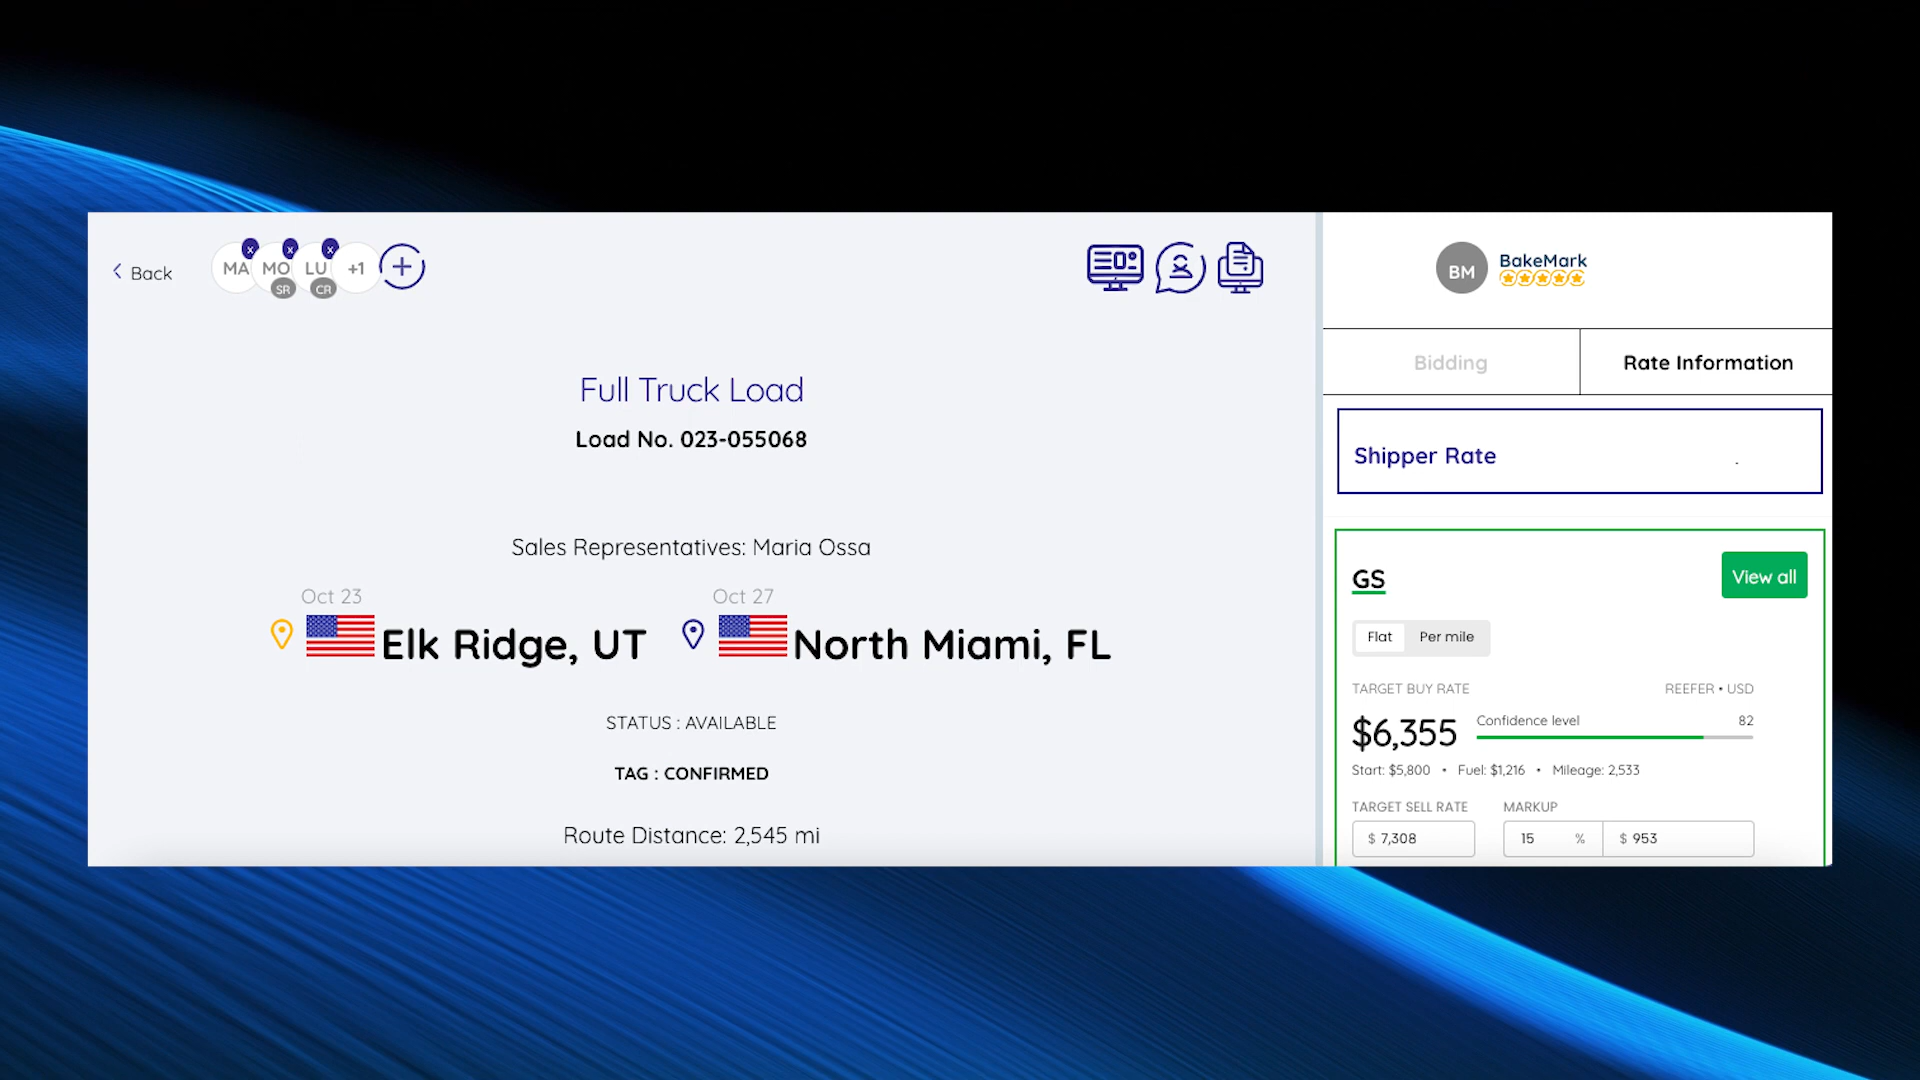 Back
MA
x
MO
x
SR
LU
x
CR
+1
Full Truck Load
Load No. 023-055068
Sales Representatives: Maria Ossa
Oct 23
Elk Ridge, UT
Oct 27
North Miami, FL
STATUS : AVAILABLE
TAG : CONFIRMED
Route Distance: 2,545 mi
BM
BakeMark
Bidding
Rate Information
Shipper Rate
GS
View all
Flat
Per mile
TARGET BUY RATE
REEFER • USD
$6,355
Confidence level
82
Start: $5,800 • Fuel: $1,216 • Mileage: 2,533
TARGET SELL RATE
MARKUP
$ 7,308
15 %
$ 953